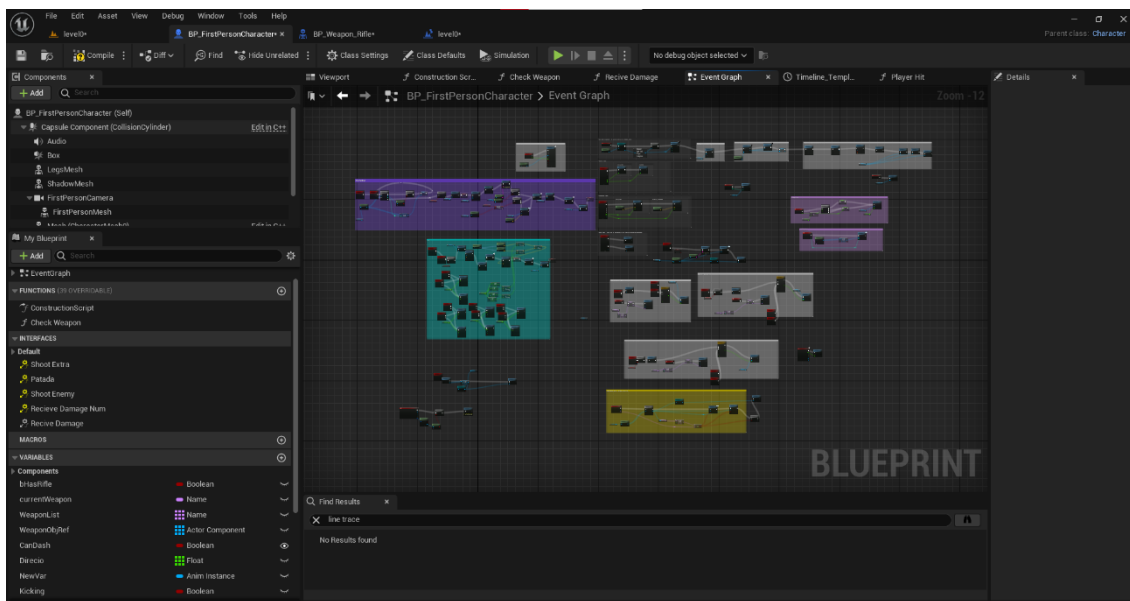 File Edit Asset View Debug Window Tools Help
level0•
BP_FirstPersonCharacter• ×
BP_Weapon_Rifle•
level0•
Parent class: Character
Compile
Diff
Find
Hide Unrelated
Class Settings
Class Defaults
Simulation
No debug object selected
Components ×
Viewport
Construction Scr...
Check Weapon
Recive Damage
Event Graph ×
Timeline_Templ...
Player Hit
Details ×
+ Add Search
BP_FirstPersonCharacter > Event Graph
Zoom -12
BP_FirstPersonCharacter (Self)
Capsule Component (CollisionCylinder) Edit in C++
Audio
Box
LegsMesh
ShadowMesh
FirstPersonCamera
FirstPersonMesh
My Blueprint ×
+ Add Search
EventGraph
FUNCTIONS (39 OVERRIDABLE)
ConstructionScript
Check Weapon
INTERFACES
Default
Shoot Extra
Patada
Shoot Enemy
Recieve Damage Num
Recive Damage
MACROS
VARIABLES
Components
bHasRifle Boolean
currentWeapon Name
WeaponList Name
WeaponObjRef Actor Component
CanDash Boolean
Direcio Float
NewVar Anim Instance
Kicking Boolean
BLUEPRINT
Find Results ×
line trace
No Results found